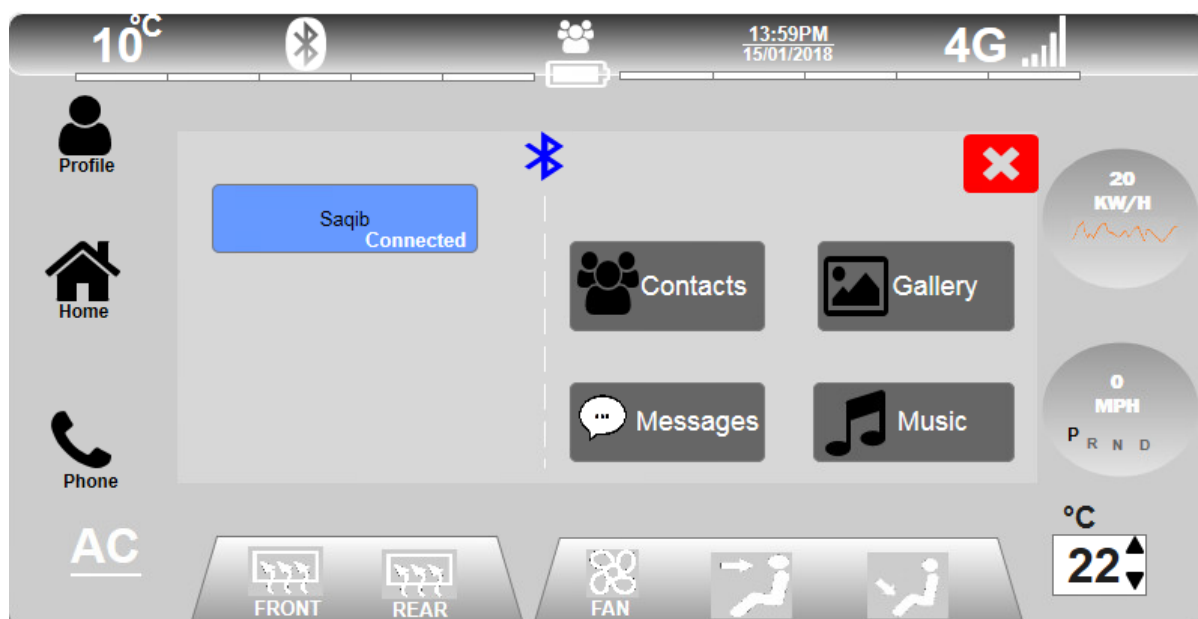 10°C
13:59PM
15/01/2018
4G
Profile
Saqib
Connected
20
KW/H
Contacts
Gallery
Home
0
MPH
Messages
Music
P R N D
Phone
AC
°C
22
FRONT
REAR
FAN